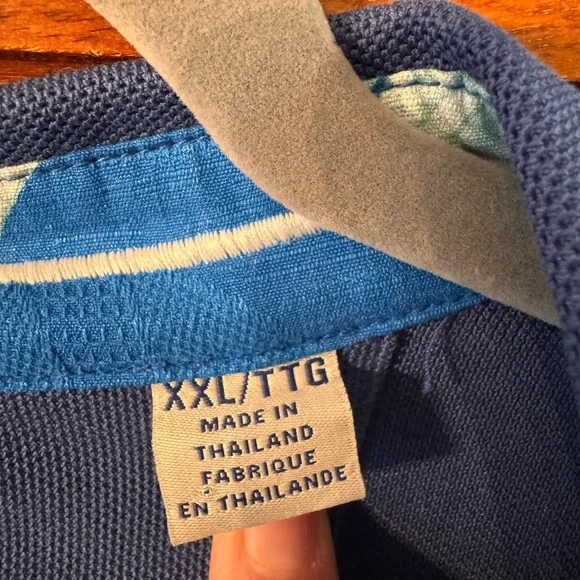 XXL/TTG
MADE IN
THAILAND
FABRIQUE
EN THAILANDE